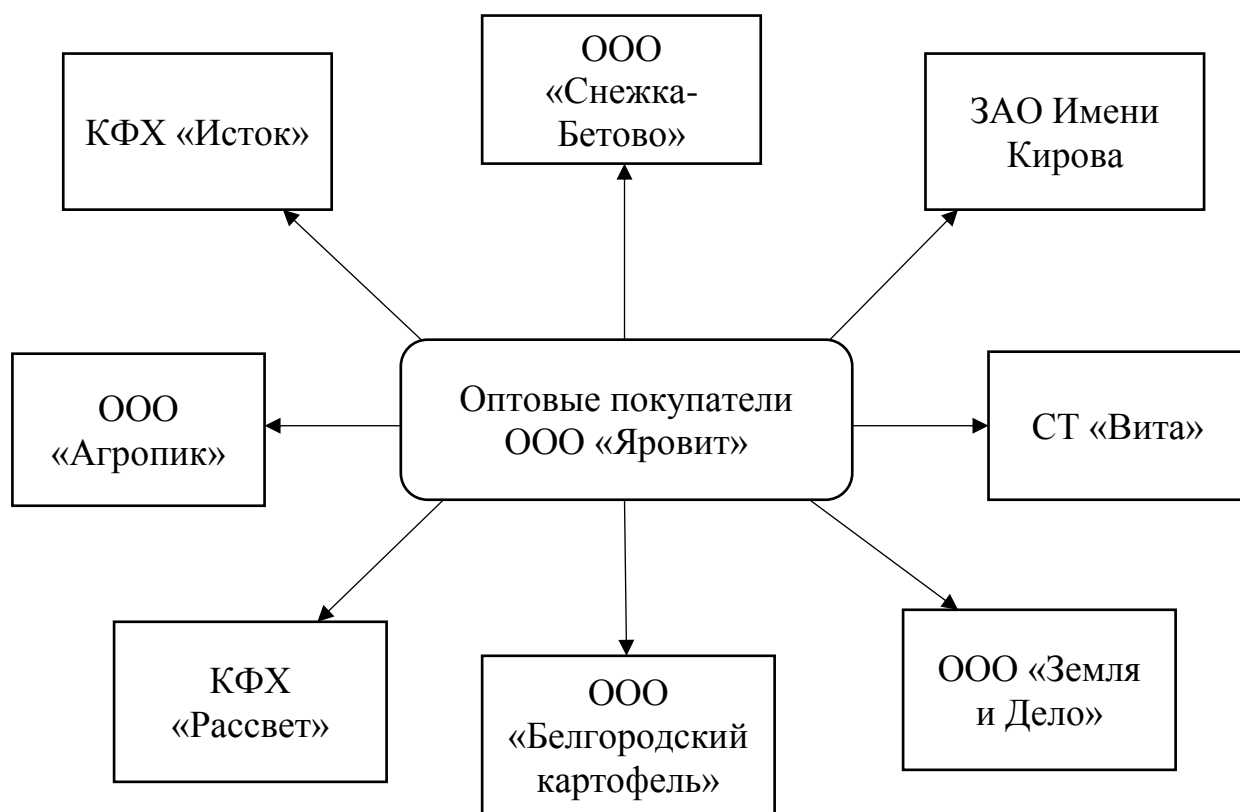 ООО
«Снежка-
Бетово»
КФХ «Исток»
ЗАО Имени
Кирова
ООО
«Агропик»
Оптовые покупатели
ООО «Яровит»
СТ «Вита»
КФХ
«Рассвет»
ООО
«Белгородский
картофель»
ООО «Земля
и Дело»